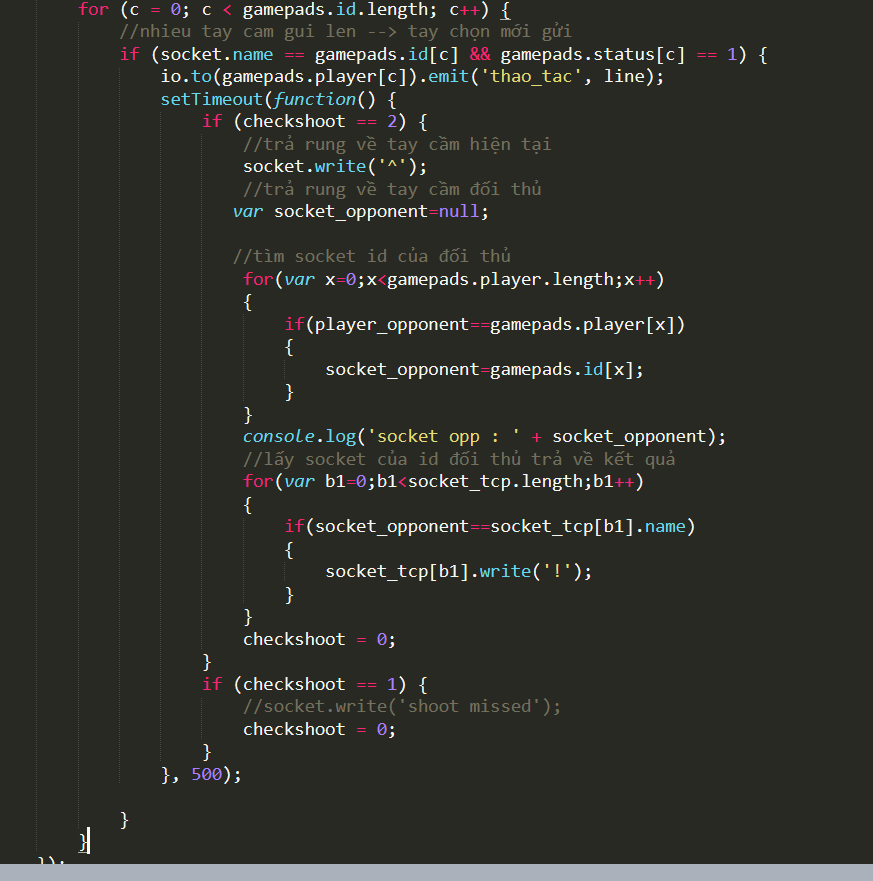 for (c = 0; c < gamepads.id.length; c++) {
//nhieu tay cam gui len --> tay chọn mới gửi
if (socket.name == gamepads.id[c] && gamepads.status[c] == 1) {
io.to(gamepads.player[c]).emit('thao_tac', line);
setTimeout(function() {
if (checkshoot == 2) {
//trả rung về tay cầm hiện tại
socket.write('^');
//trả rung về tay cầm đối thủ
var socket_opponent=null;
//tìm socket id của đối thủ
for(var x=0;x<gamepads.player.length;x++)
{
if(player_opponent==gamepads.player[x])
{
socket_opponent=gamepads.id[x];
}
}
console.log('socket opp : ' + socket_opponent);
//lấy socket của id đối thủ trả về kết quả
for(var b1=0;b1<socket_tcp.length;b1++)
{
if(socket_opponent==socket_tcp[b1].name)
{
socket_tcp[b1].write('!');
}
}
checkshoot = 0;
}
if (checkshoot == 1) {
//socket.write('shoot missed');
checkshoot = 0;
}
}, 500);
}
}
});